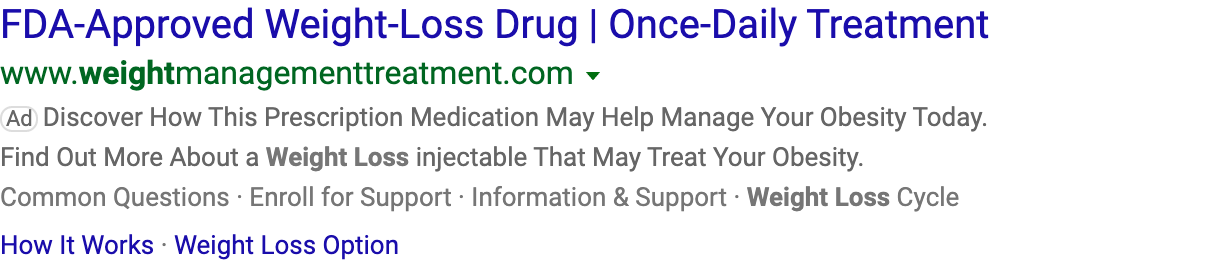 FDA-Approved Weight-Loss Drug | Once-Daily Treatment
www.weightmanagementtreatment.com
Ad Discover How This Prescription Medication May Help Manage Your Obesity Today.
Find Out More About a Weight Loss injectable That May Treat Your Obesity.
Common Questions · Enroll for Support · Information & Support · Weight Loss Cycle
How It Works · Weight Loss Option